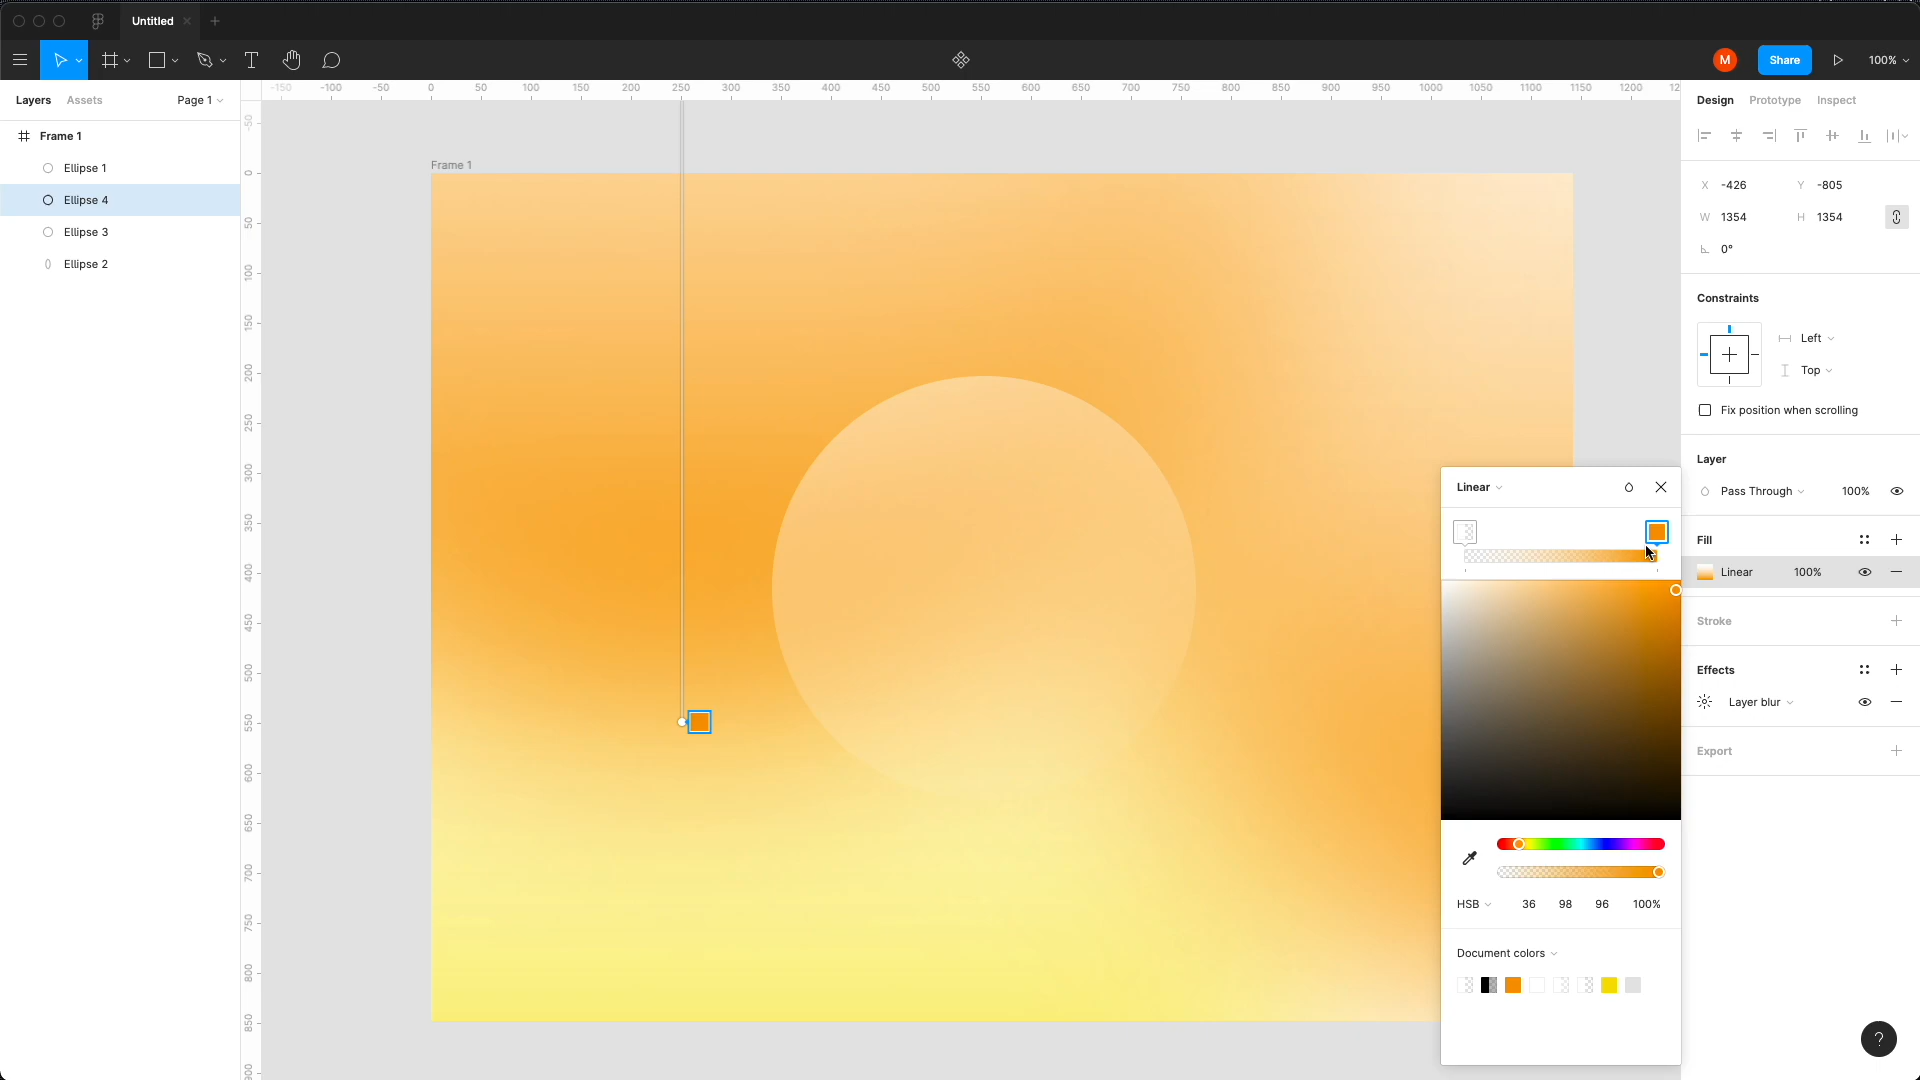 Untitled
M
Share
100%
Layers Assets Page 1
Frame 1
Ellipse 1
Ellipse 4
Ellipse 3
Ellipse 2
-150 -100 -50 0 50 100 150 200 250 300 350 400 450 500 550 600 650 700 750 800 850 900 950 1000 1050 1100 1150 1200 12
-50
0
50
100
150
200
250
300
350
400
450
500
550
600
650
700
750
800
850
900
Frame 1
Design Prototype Inspect
X -426 Y -805
W 1354 H 1354
0°
Constraints
Left
Top
Fix position when scrolling
Layer
Pass Through 100%
Fill
Linear 100%
Stroke
Effects
Layer blur
Export
Linear
HSB 36 98 96 100%
Document colors
?